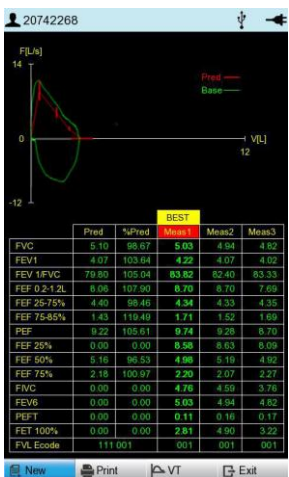 20742268
F[L/s]
14
Pred
Base
0
V[L]
12
-12
BEST
Pred %Pred Meas1 Meas2 Meas3
FVC 5.10 98.67 5.03 4.94 4.82
FEV1 4.07 103.64 4.22 4.07 4.02
FEV 1/FVC 79.80 105.04 83.82 82.40 83.33
FEF 0.2-1.2L 8.06 107.90 8.70 8.70 7.69
FEF 25-75% 4.40 98.46 4.34 4.33 4.35
FEF 75-85% 1.43 119.49 1.71 1.52 1.69
PEF 9.22 105.61 9.74 9.28 8.70
FEF 25% 0.00 0.00 8.58 8.63 8.09
FEF 50% 5.16 96.53 4.98 5.19 4.92
FEF 75% 2.18 100.97 2.20 2.07 2.27
FIVC 0.00 0.00 4.76 4.59 3.76
FEV6 0.00 0.00 5.03 4.94 4.82
PEFT 0.00 0.00 0.11 0.16 0.17
FET 100% 0.00 0.00 2.81 4.90 3.22
FVL Ecode 111 001 001 001 001
New Print VT Exit